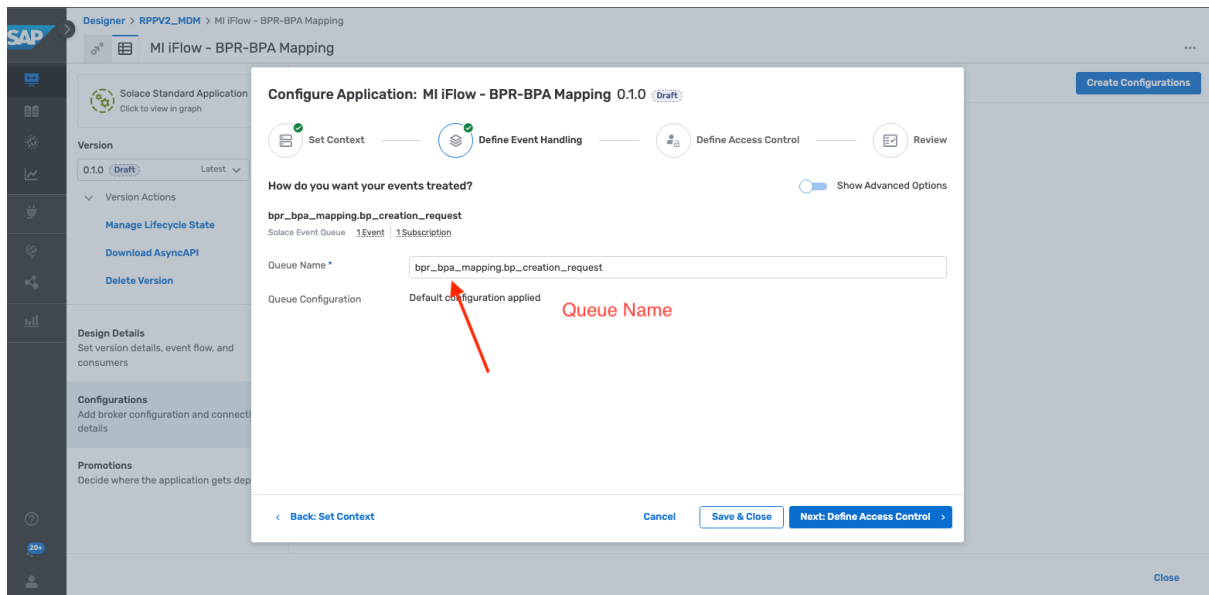 SAP
Designer > RPPV2_MDM > MI iFlow - BPR-BPA Mapping
MI iFlow - BPR-BPA Mapping
Create Configurations
Solace Standard Application
Click to view in graph
Version
0.1.0 Draft Latest
Version Actions
Manage Lifecycle State
Download AsyncAPI
Delete Version
Design Details
Set version details, event flow, and
consumers
Configurations
Add broker configuration and connecti
details
Promotions
Decide where the application gets dep
20+
Configure Application: MI iFlow - BPR-BPA Mapping 0.1.0 Draft
Set Context
Define Event Handling
Define Access Control
Review
How do you want your events treated?
Show Advanced Options
bpr_bpa_mapping.bp_creation_request
Solace Event Queue 1 Event 1 Subscription
Queue Name *
bpr_bpa_mapping.bp_creation_request
Queue Configuration
Default configuration applied
Queue Name
< Back: Set Context
Cancel
Save & Close
Next: Define Access Control >
Close